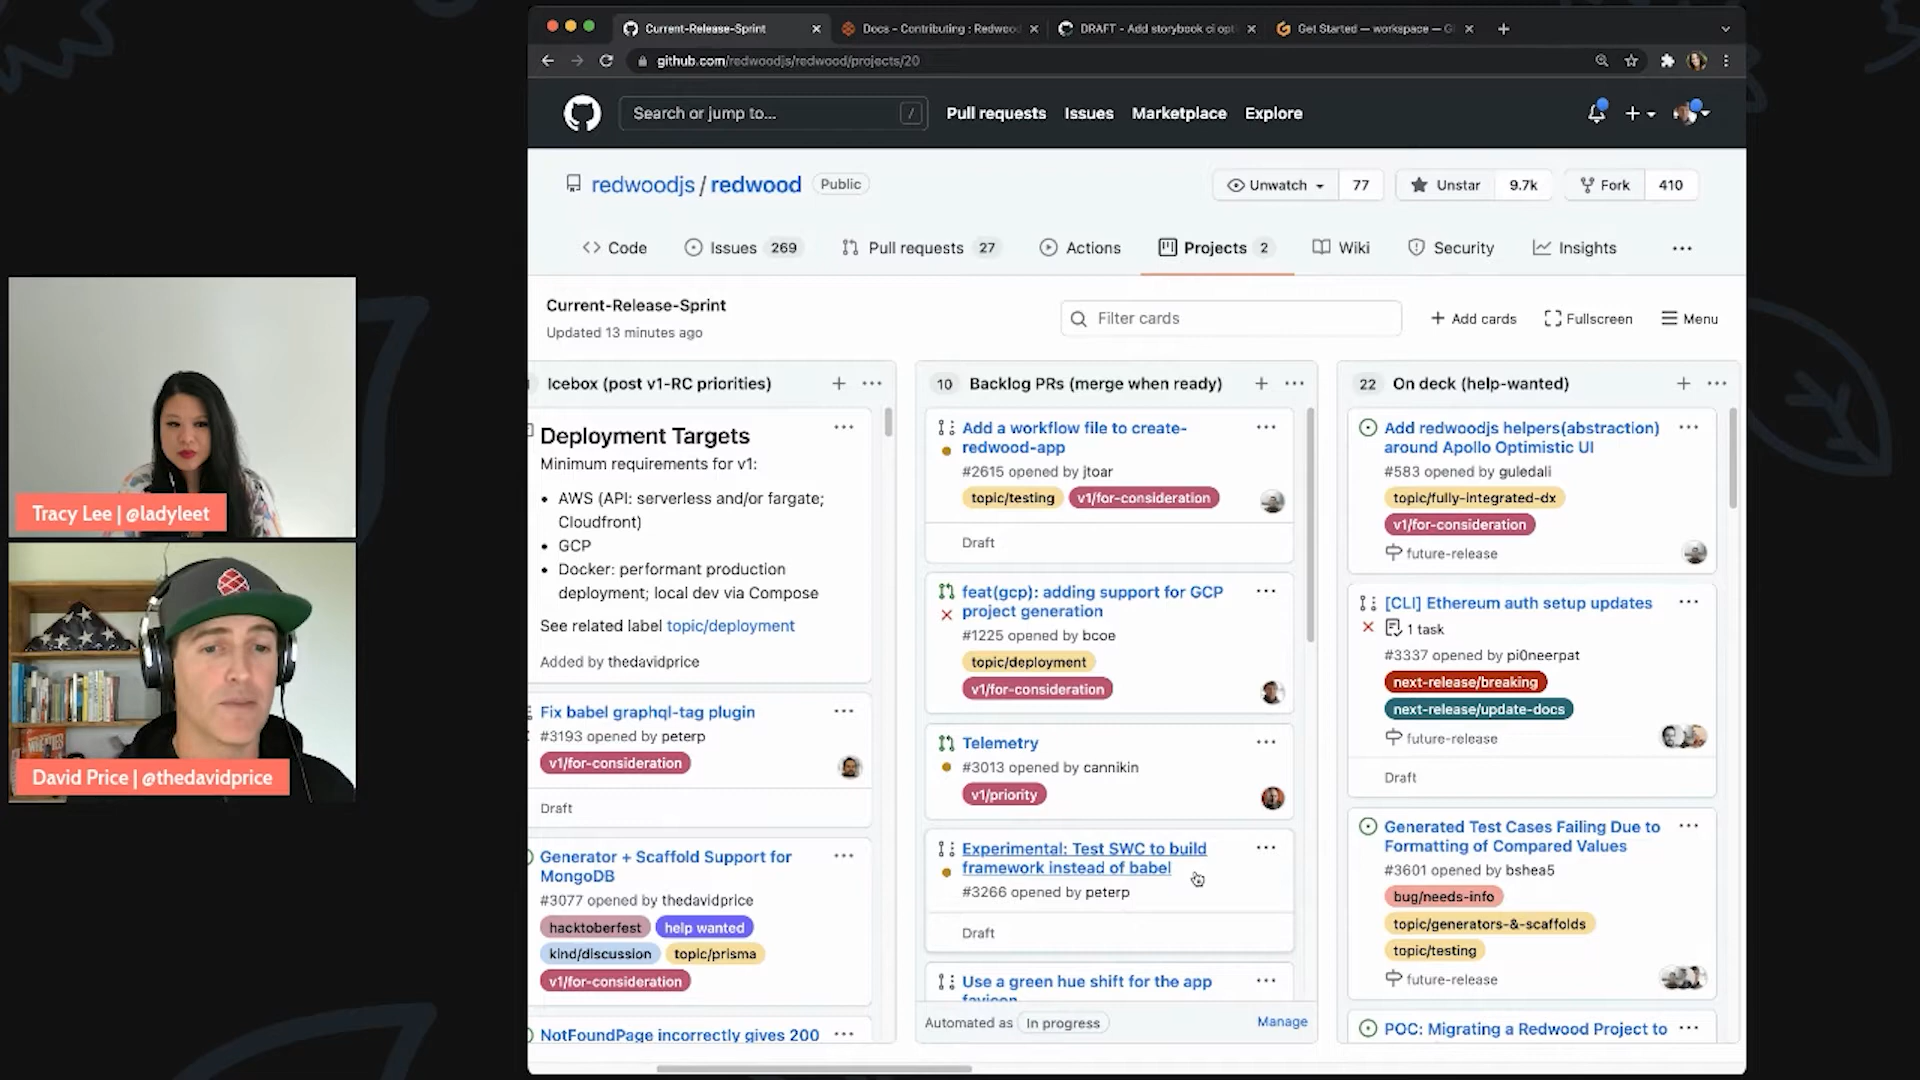 Current-Release-Sprint
Docs - Contributing : Redwood
DRAFT - Add storybook ci opti
Get Started — workspace — G
github.com/redwoodjs/redwood/projects/20
Search or jump to...
/
Pull requests
Issues
Marketplace
Explore
redwoodjs / redwood
Public
Unwatch
77
Unstar
9.7k
Fork
410
Code
Issues 269
Pull requests 27
Actions
Projects 2
Wiki
Security
Insights
Current-Release-Sprint
Updated 13 minutes ago
Filter cards
+ Add cards
Fullscreen
Menu
Icebox (post v1-RC priorities)
Deployment Targets
Minimum requirements for v1:
• AWS (API: serverless and/or fargate;
Cloudfront)
• GCP
• Docker: performant production
deployment; local dev via Compose
See related label topic/deployment
Added by thedavidprice
Fix babel graphql-tag plugin
#3193 opened by peterp
v1/for-consideration
Draft
Generator + Scaffold Support for
MongoDB
#3077 opened by thedavidprice
hacktoberfest
help wanted
kind/discussion
topic/prisma
v1/for-consideration
NotFoundPage incorrectly gives 200
10 Backlog PRs (merge when ready)
Add a workflow file to create-
redwood-app
#2615 opened by jtoar
topic/testing
v1/for-consideration
Draft
feat(gcp): adding support for GCP
project generation
#1225 opened by bcoe
topic/deployment
v1/for-consideration
Telemetry
#3013 opened by cannikin
v1/priority
Experimental: Test SWC to build
framework instead of babel
#3266 opened by peterp
Draft
Use a green hue shift for the app
favicon
Automated as In progress
Manage
22 On deck (help-wanted)
Add redwoodjs helpers(abstraction)
around Apollo Optimistic UI
#583 opened by guledali
topic/fully-integrated-dx
v1/for-consideration
future-release
[CLI] Ethereum auth setup updates
1 task
#3337 opened by pi0neerpat
next-release/breaking
next-release/update-docs
future-release
Draft
Generated Test Cases Failing Due to
Formatting of Compared Values
#3601 opened by bshea5
bug/needs-info
topic/generators-&-scaffolds
topic/testing
future-release
POC: Migrating a Redwood Project to
Tracy Lee | @ladyleet
David Price | @thedavidprice